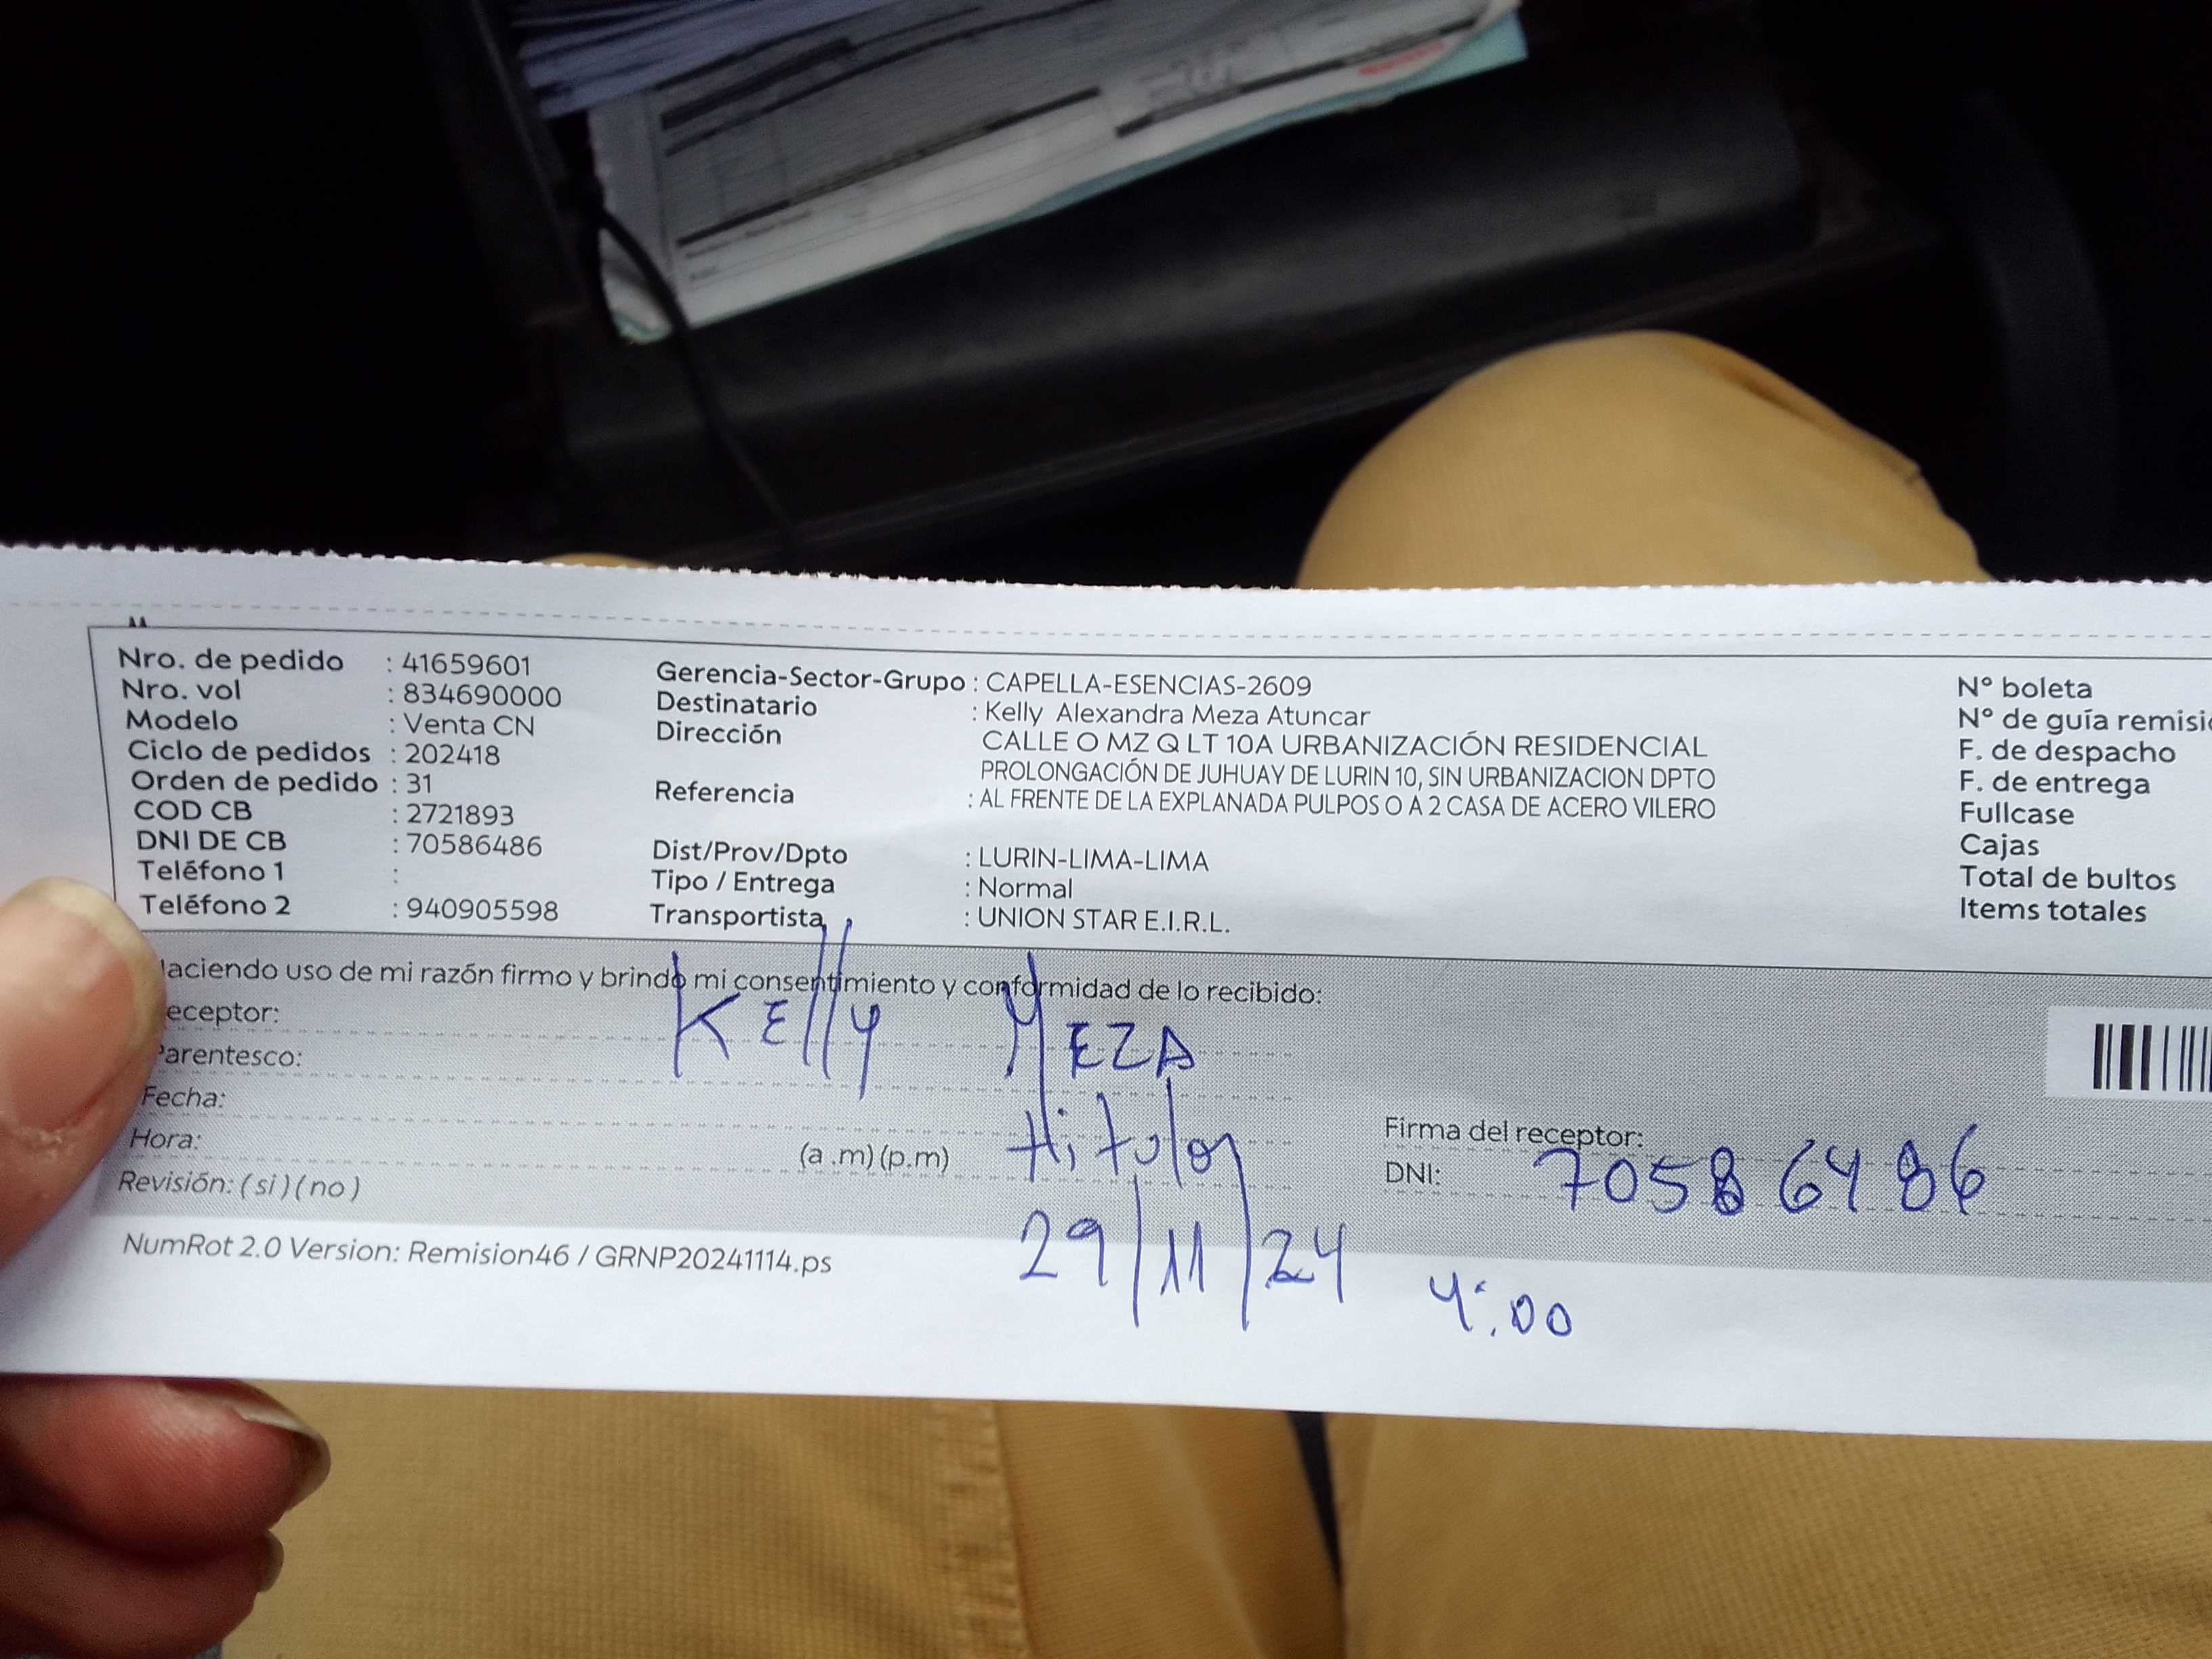 Nro. de pedido : 41659601
Nro. vol : 834690000
Modelo : Venta CN
Ciclo de pedidos : 202418
Orden de pedido : 31
COD CB : 2721893
DNI DE CB : 70586486
Teléfono 1 :
Teléfono 2 : 940905598
Gerencia-Sector-Grupo : CAPELLA-ESENCIAS-2609
Destinatario : Kelly Alexandra Meza Atuncar
Dirección CALLE O MZ Q LT 10A URBANIZACIÓN RESIDENCIAL
PROLONGACIÓN DE JUHUAY DE LURIN 10, SIN URBANIZACION DPTO
Referencia : AL FRENTE DE LA EXPLANADA PULPOS O A 2 CASA DE ACERO VILERO
Dist/Prov/Dpto : LURIN-LIMA-LIMA
Tipo / Entrega : Normal
Transportista : UNION STAR E.I.R.L.
N° boleta
N° de guía remisi
F. de despacho
F. de entrega
Fullcase
Cajas
Total de bultos
Items totales
aciendo uso de mi razón firmo y brindo mi consentimiento y conformidad de lo recibido:
eceptor: Kelly MEZA
Parentesco:
Fecha:
Hora: (a .m) (p.m)
Revisión: ( si ) ( no )
29/11/24 4:00
Firma del receptor:
DNI: 70586486
NumRot 2.0 Version: Remision46 / GRNP20241114.ps